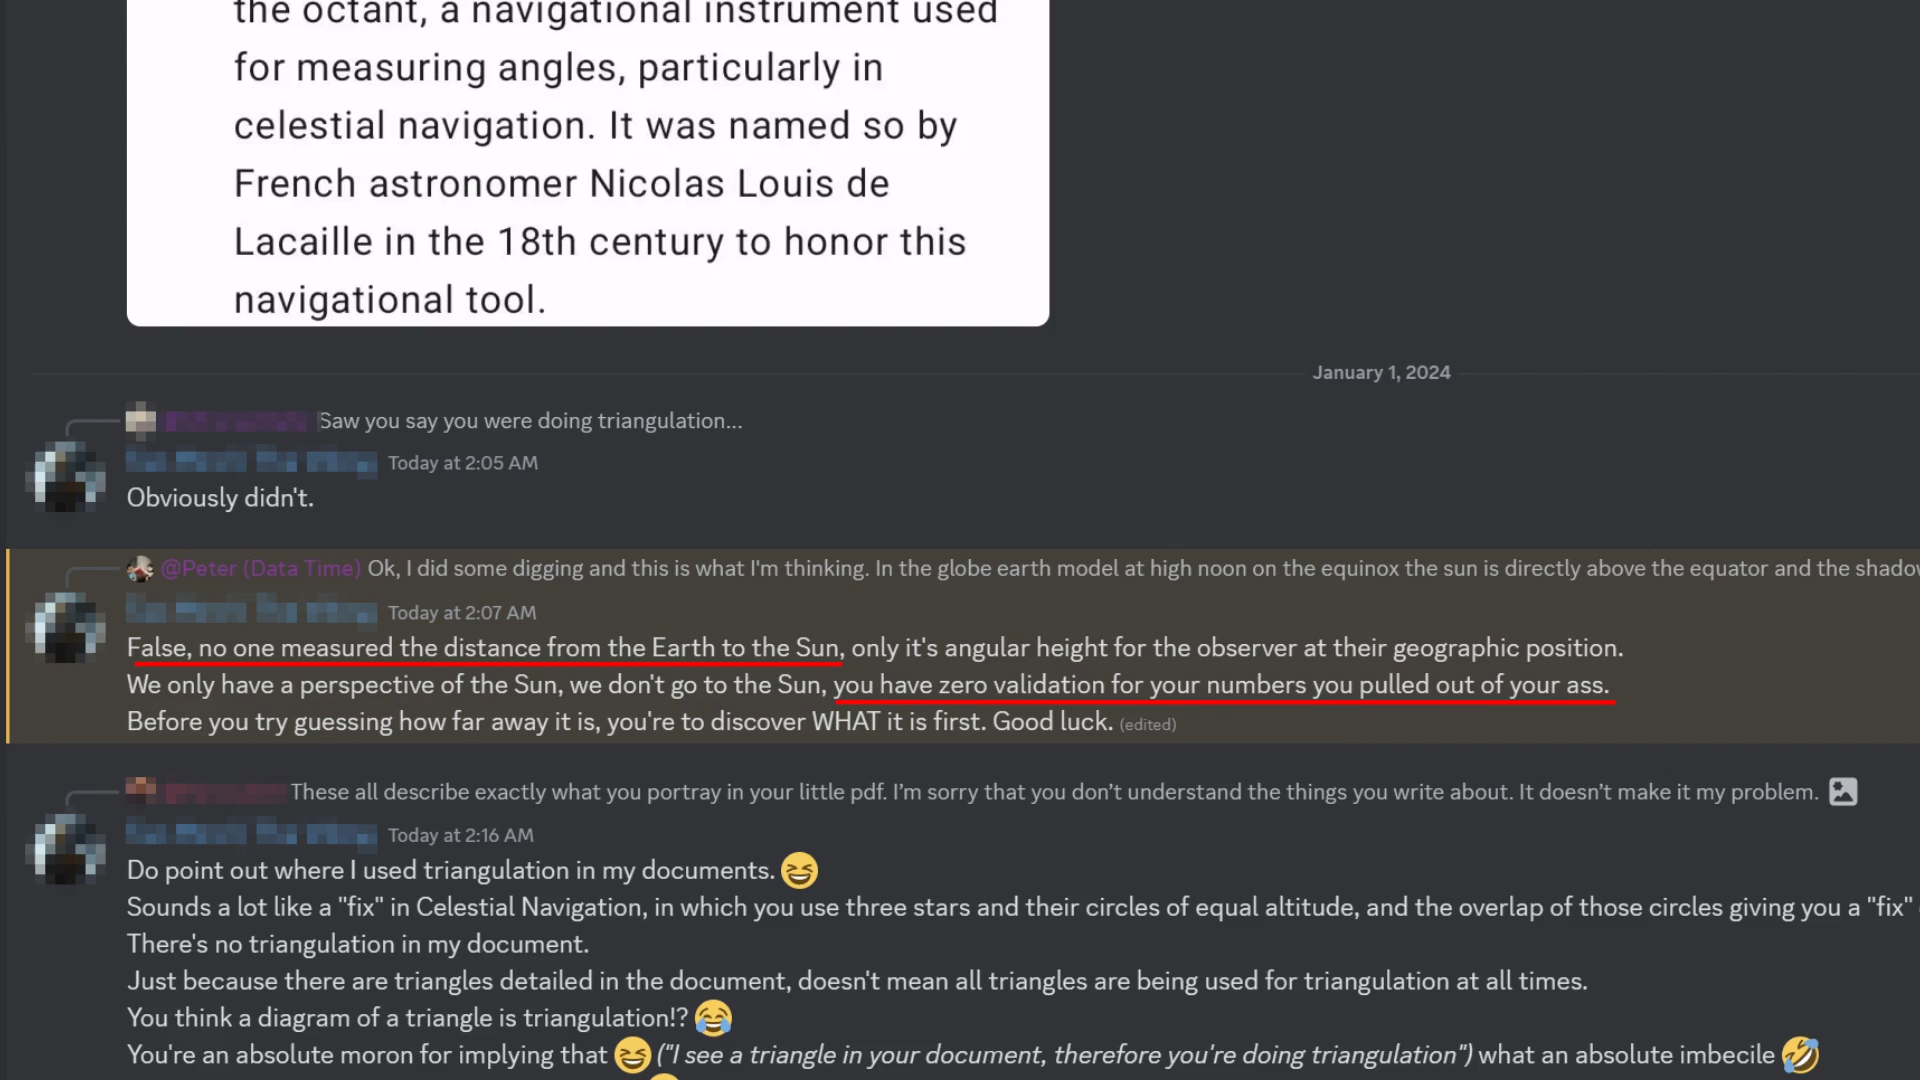 the octant, a navigational instrument used
for measuring angles, particularly in
celestial navigation. It was named so by
French astronomer Nicolas Louis de
Lacaille in the 18th century to honor this
navigational tool.
January 1, 2024
Saw you say you were doing triangulation...
Today at 2:05 AM
Obviously didn't.
@Peter (Data Time) Ok, I did some digging and this is what I'm thinking. In the globe earth model at high noon on the equinox the sun is directly above the equator and the shadow
Today at 2:07 AM
False, no one measured the distance from the Earth to the Sun, only it's angular height for the observer at their geographic position.
We only have a perspective of the Sun, we don't go to the Sun, you have zero validation for your numbers you pulled out of your ass.
Before you try guessing how far away it is, you're to discover WHAT it is first. Good luck. (edited)
These all describe exactly what you portray in your little pdf. I'm sorry that you don't understand the things you write about. It doesn't make it my problem.
Today at 2:16 AM
Do point out where I used triangulation in my documents. 😆
Sounds a lot like a "fix" in Celestial Navigation, in which you use three stars and their circles of equal altitude, and the overlap of those circles giving you a "fix"
There's no triangulation in my document.
Just because there are triangles detailed in the document, doesn't mean all triangles are being used for triangulation at all times.
You think a diagram of a triangle is triangulation!? 😂
You're an absolute moron for implying that 😆 ("I see a triangle in your document, therefore you're doing triangulation") what an absolute imbecile 🤣